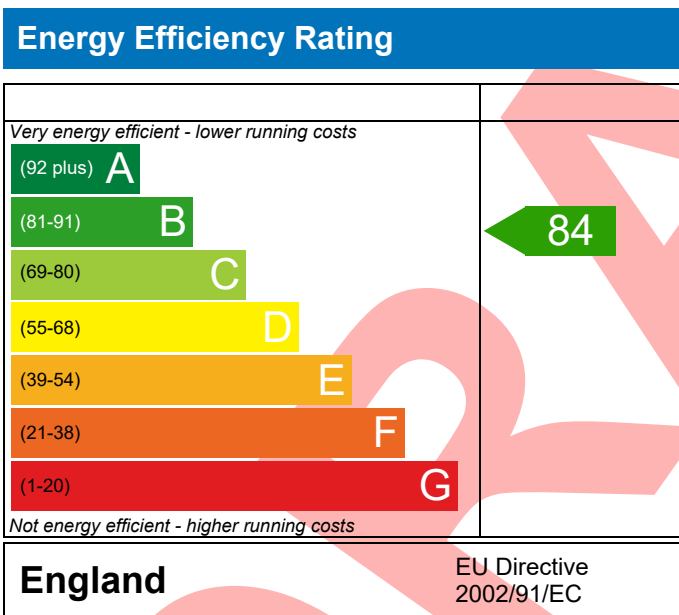 Energy Efficiency Rating
Very energy efficient - lower running costs
(92 plus) A
(81-91) B
84
(69-80) C
(55-68) D
(39-54) E
(21-38) F
(1-20) G
Not energy efficient - higher running costs
England
EU Directive
2002/91/EC